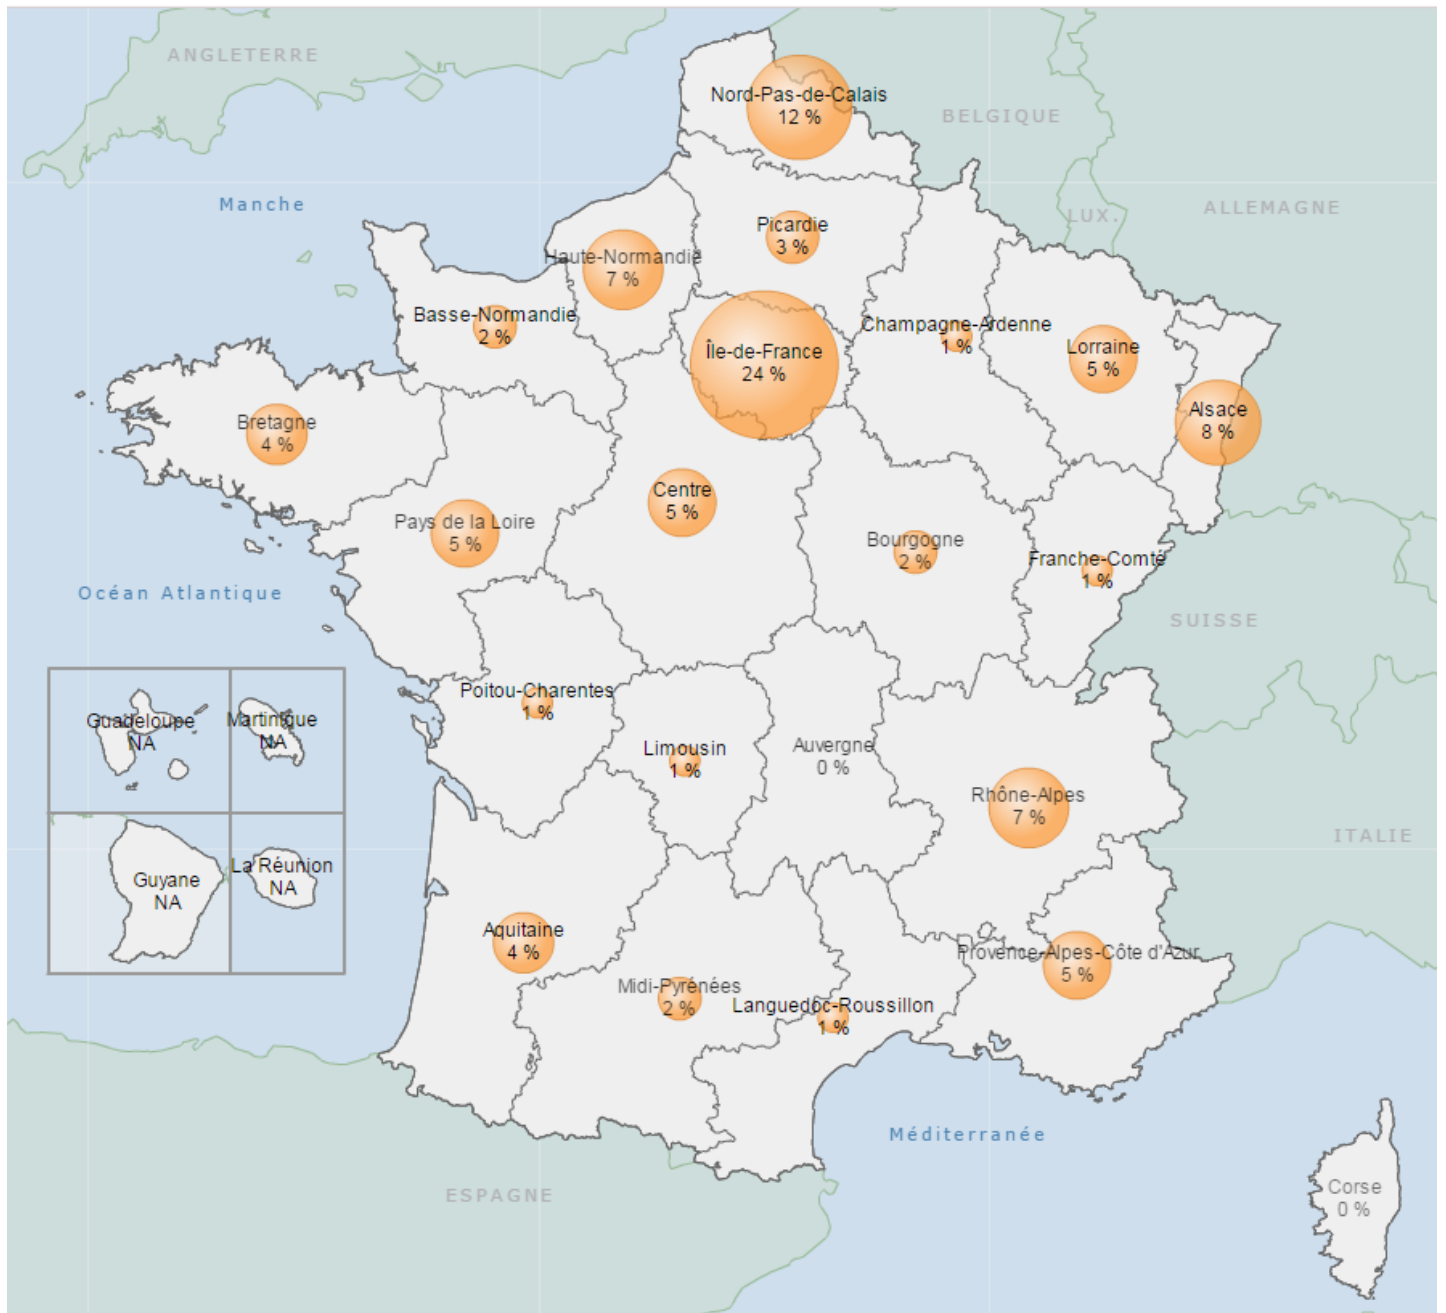 ANGLETERRE
Nord-Pas-de-Calais
12 %
BELGIQUE
Manche
LUX.
ALLEMAGNE
Picardie
3 %
Haute-Normandie
7 %
Basse-Normandie
2 %
Île-de-France
24 %
Champagne-Ardenne
1 %
Lorraine
5 %
Alsace
8 %
Bretagne
4 %
Centre
5 %
Pays de la Loire
5 %
Bourgogne
2 %
Franche-Comté
1 %
Océan Atlantique
SUISSE
Poitou-Charentes
1 %
Guadeloupe
NA
Martinique
NA
Limousin
1 %
Auvergne
0 %
Rhône-Alpes
7 %
ITALIE
Guyane
NA
La Réunion
NA
Aquitaine
4 %
Provence-Alpes-Côte d'Azur
5 %
Midi-Pyrénées
2 %
Languedoc-Roussillon
1 %
Méditerranée
ESPAGNE
Corse
0 %